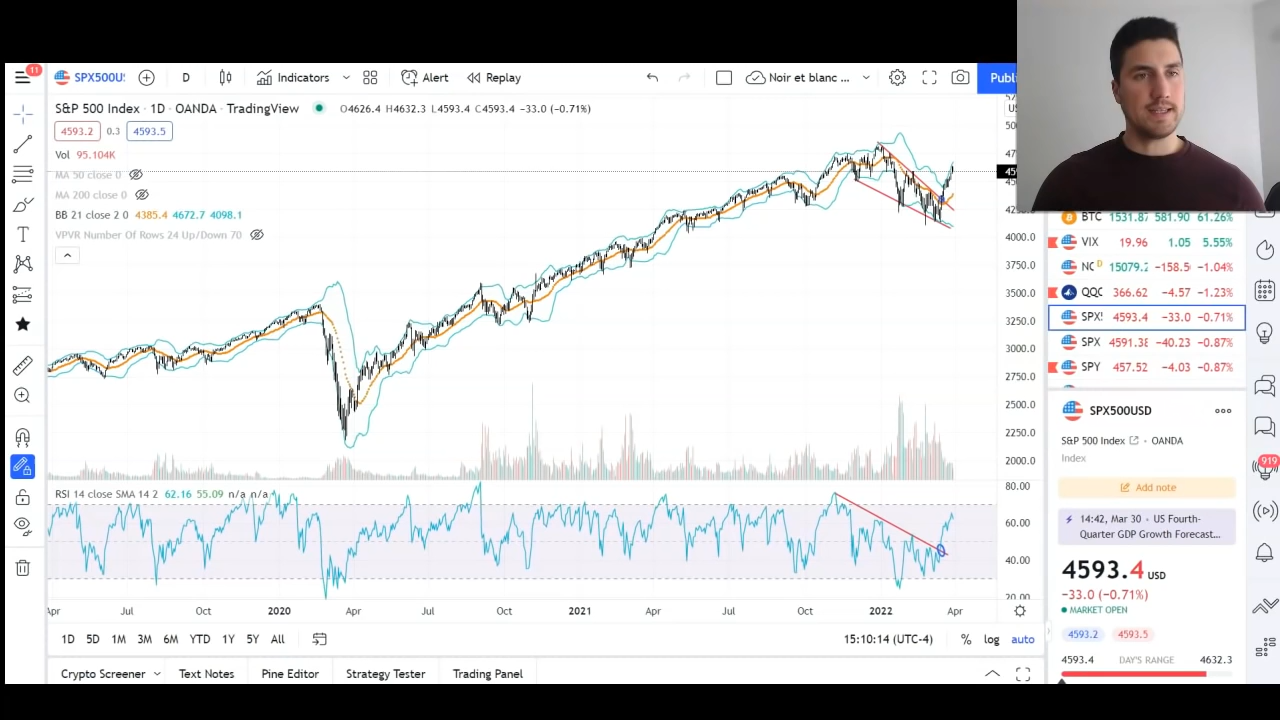 11
SPX500U:
D
Indicators
Alert
Replay
Noir et blanc ...
Publi
S&P 500 Index · 1D · OANDA · TradingView
O4626.4 H4632.3 L4593.4 C4593.4 −33.0 (−0.71%)
4593.2 0.3 4593.5
Vol 95.104K
MA 50 close 0
MA 200 close 0
BB 21 close 2 0 4385.4 4672.7 4098.1
VPVR Number Of Rows 24 Up/Down 70
4000.0
3750.0
3500.0
3250.0
3000.0
2750.0
2500.0
2250.0
2000.0
RSI 14 close SMA 14 2 62.16 55.09 n/a n/a
80.00
60.00
40.00
20.00
Apr Jul Oct 2020 Apr Jul Oct 2021 Apr Jul Oct 2022 Apr
1D 5D 1M 3M 6M YTD 1Y 5Y All
15:10:14 (UTC-4) % log auto
Crypto Screener Text Notes Pine Editor Strategy Tester Trading Panel
BTC 1531.87 581.90 61.26%
VIX 19.96 1.05 5.55%
NC D 15079.2 −158.5 −1.04%
QQC 366.62 −4.57 −1.23%
SPX! 4593.4 −33.0 −0.71%
SPX 4591.38 −40.23 −0.87%
SPY 457.52 −4.03 −0.87%
SPX500USD
S&P 500 Index · OANDA
Index
Add note
14:42, Mar 30 · US Fourth-
Quarter GDP Growth Forecast...
4593.4 USD
−33.0 (−0.71%)
MARKET OPEN
4593.2 4593.5
4593.4 DAY'S RANGE 4632.3
919